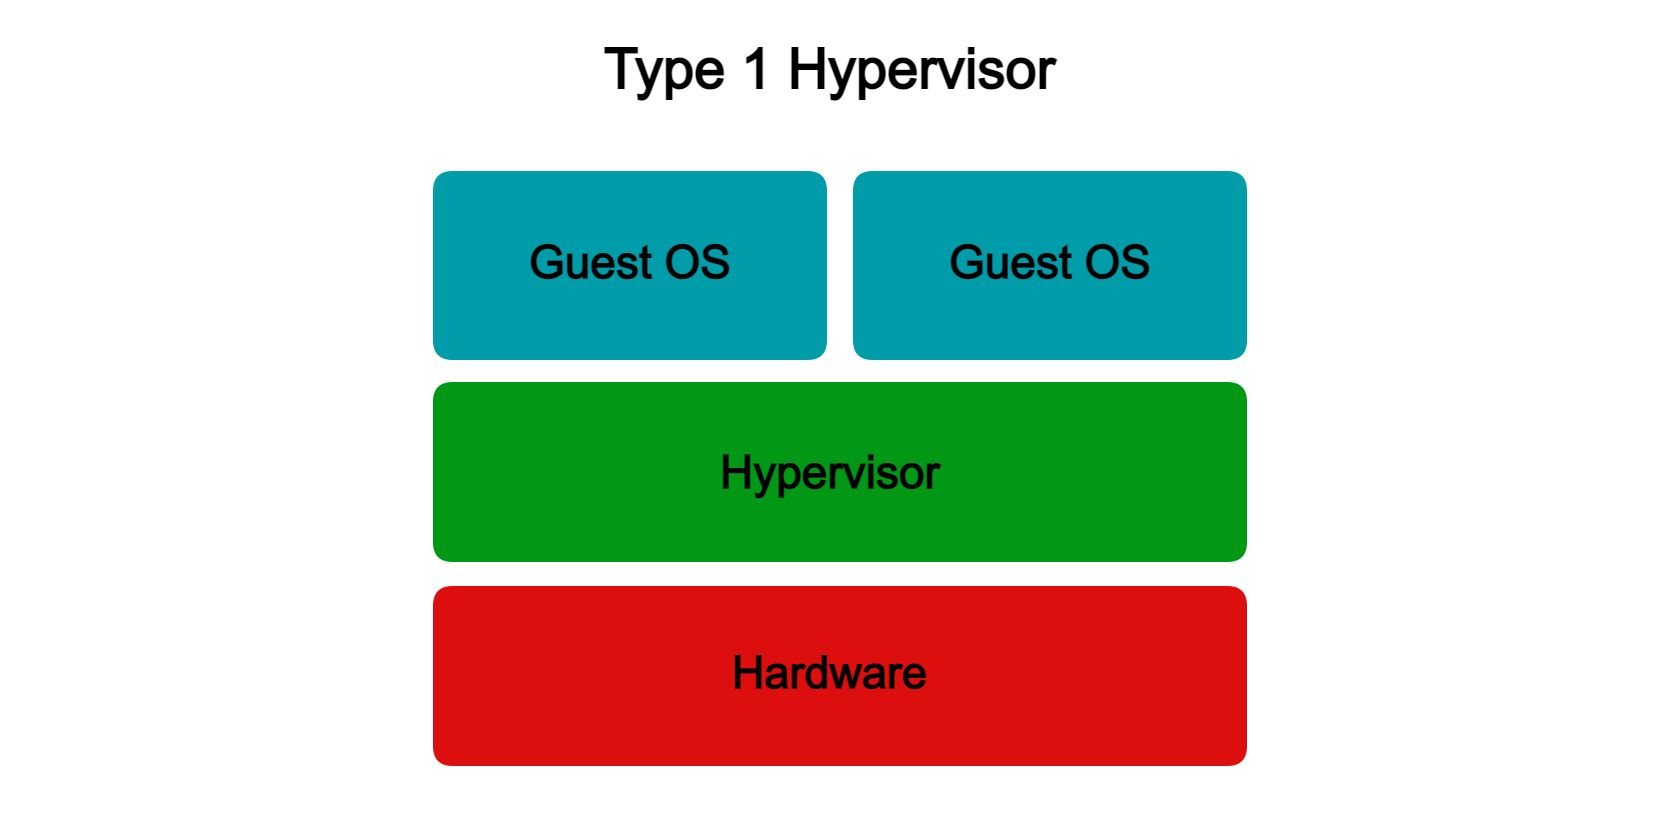 Type 1 Hypervisor
Guest OS Guest OS
Hypervisor
Hardware